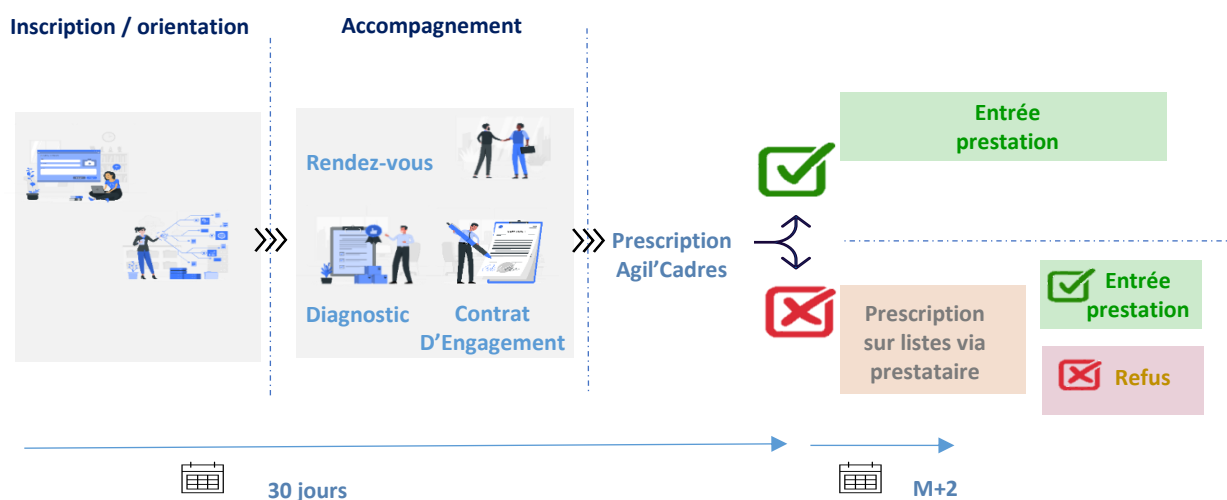 Inscription / orientation
Accompagnement
Rendez-vous
Diagnostic
Contrat
D’Engagement
Prescription
Agil’Cadres
Entrée
prestation
Prescription
sur listes via
prestataire
Entrée
prestation
Refus
30 jours
M+2